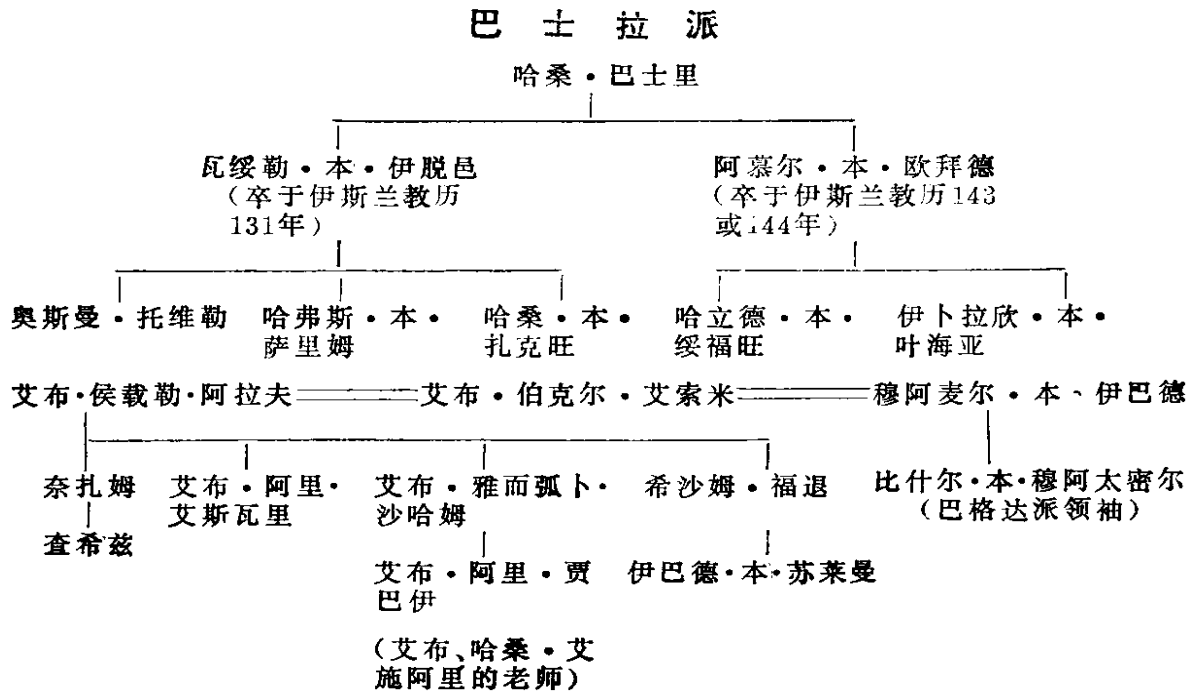 巴士拉派
哈桑・巴士里
瓦绥勒・本・伊脱邑
(卒于伊斯兰教历
131年)
阿慕尔・本・欧拜德
(卒于伊斯兰教历143
或144年)
奥斯曼・托维勒
哈弗斯・本・
萨里姆
哈桑・本・
扎克旺
哈立德・本・
绥福旺
伊卜拉欣・本・
叶海亚
艾布・侯载勒・阿拉夫
艾布・伯克尔・艾索米
穆阿麦尔・本、伊巴德
奈扎姆
艾布・阿里・
艾斯瓦里
艾布・雅而弧卜・
沙哈姆
希沙姆・福退
比什尔・本・穆阿太密尔
(巴格达派领袖)
查希兹
艾布・阿里・贾
巴伊
伊巴德・本・苏莱曼
(艾布、哈桑・艾
施阿里的老师)